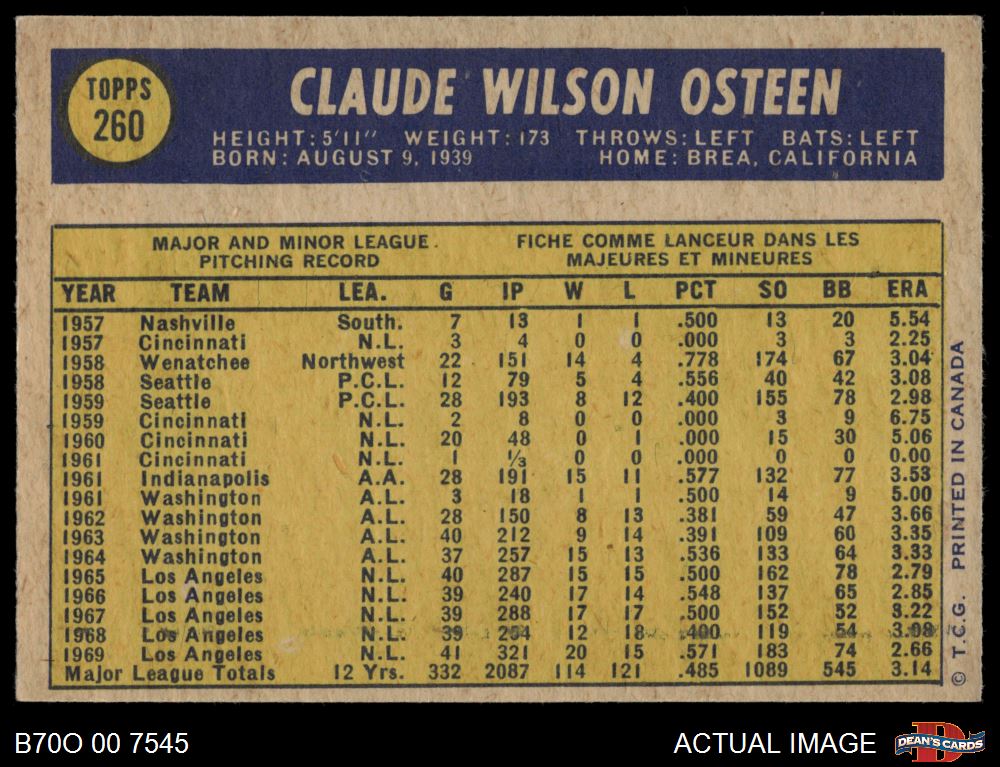 TOPPS
260
CLAUDE WILSON OSTEEN
HEIGHT: 5'11" WEIGHT: 173 THROWS: LEFT BATS: LEFT
BORN: AUGUST 9, 1939 HOME: BREA, CALIFORNIA
MAJOR AND MINOR LEAGUE FICHE COMME LANCEUR DANS LES
PITCHING RECORD MAJEURES ET MINEURES
YEAR TEAM LEA. G IP W L PCT SO BB ERA
1957 Nashville South. 7 13 1 1 .500 13 20 5.54
1957 Cincinnati N.L. 3 4 0 0 .000 3 3 2.25
1958 Wenatchee Northwest 22 151 14 4 .778 174 67 3.04
1958 Seattle P.C.L. 12 79 5 4 .556 40 42 3.08
1959 Seattle P.C.L. 28 193 8 12 .400 155 78 2.98
1959 Cincinnati N.L. 2 8 0 0 .000 3 9 6.75
1960 Cincinnati N.L. 20 48 0 1 .000 15 30 5.06
1961 Cincinnati N.L. 1 ⅓ 0 0 .000 0 0 0.00
1961 Indianapolis A.A. 28 191 15 11 .577 132 77 3.53
1961 Washington A.L. 3 18 1 1 .500 14 9 5.00
1962 Washington A.L. 28 150 8 13 .381 59 47 3.66
1963 Washington A.L. 40 212 9 14 .391 109 60 3.35
1964 Washington A.L. 37 257 15 13 .536 133 64 3.33
1965 Los Angeles N.L. 40 287 15 15 .500 162 78 2.79
1966 Los Angeles N.L. 39 240 17 14 .548 137 65 2.85
1967 Los Angeles N.L. 39 288 17 17 .500 152 52 3.22
1968 Los Angeles N.L. 39 254 12 18 .400 119 54 3.08
1969 Los Angeles N.L. 41 321 20 15 .571 183 74 2.66
Major League Totals 12 Yrs. 332 2087 114 121 .485 1089 545 3.14
© T.C.G. PRINTED IN CANADA
B70O 00 7545
ACTUAL IMAGE
D
DEAN'S CARDS